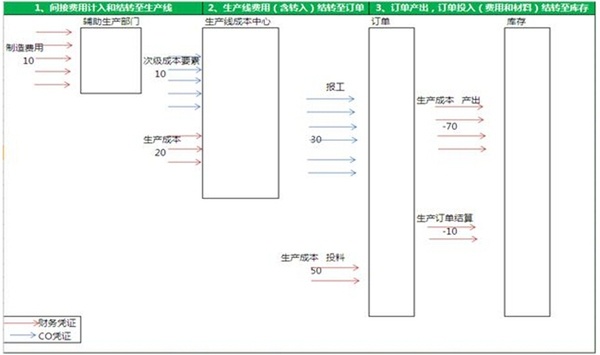 1、间接费用计入和结转至生产线
2、生产线费用（含转入）结转至订单
3、订单产出，订单投入（费用和材料）结转至库存
辅助生产部门
生产线成本中心
订单
库存
制造费用
10
次级成本要素
10
报工
30
生产成本 产出
-70
生产成本
20
生产订单结算
-10
生产成本 投料
50
财务凭证
CO凭证